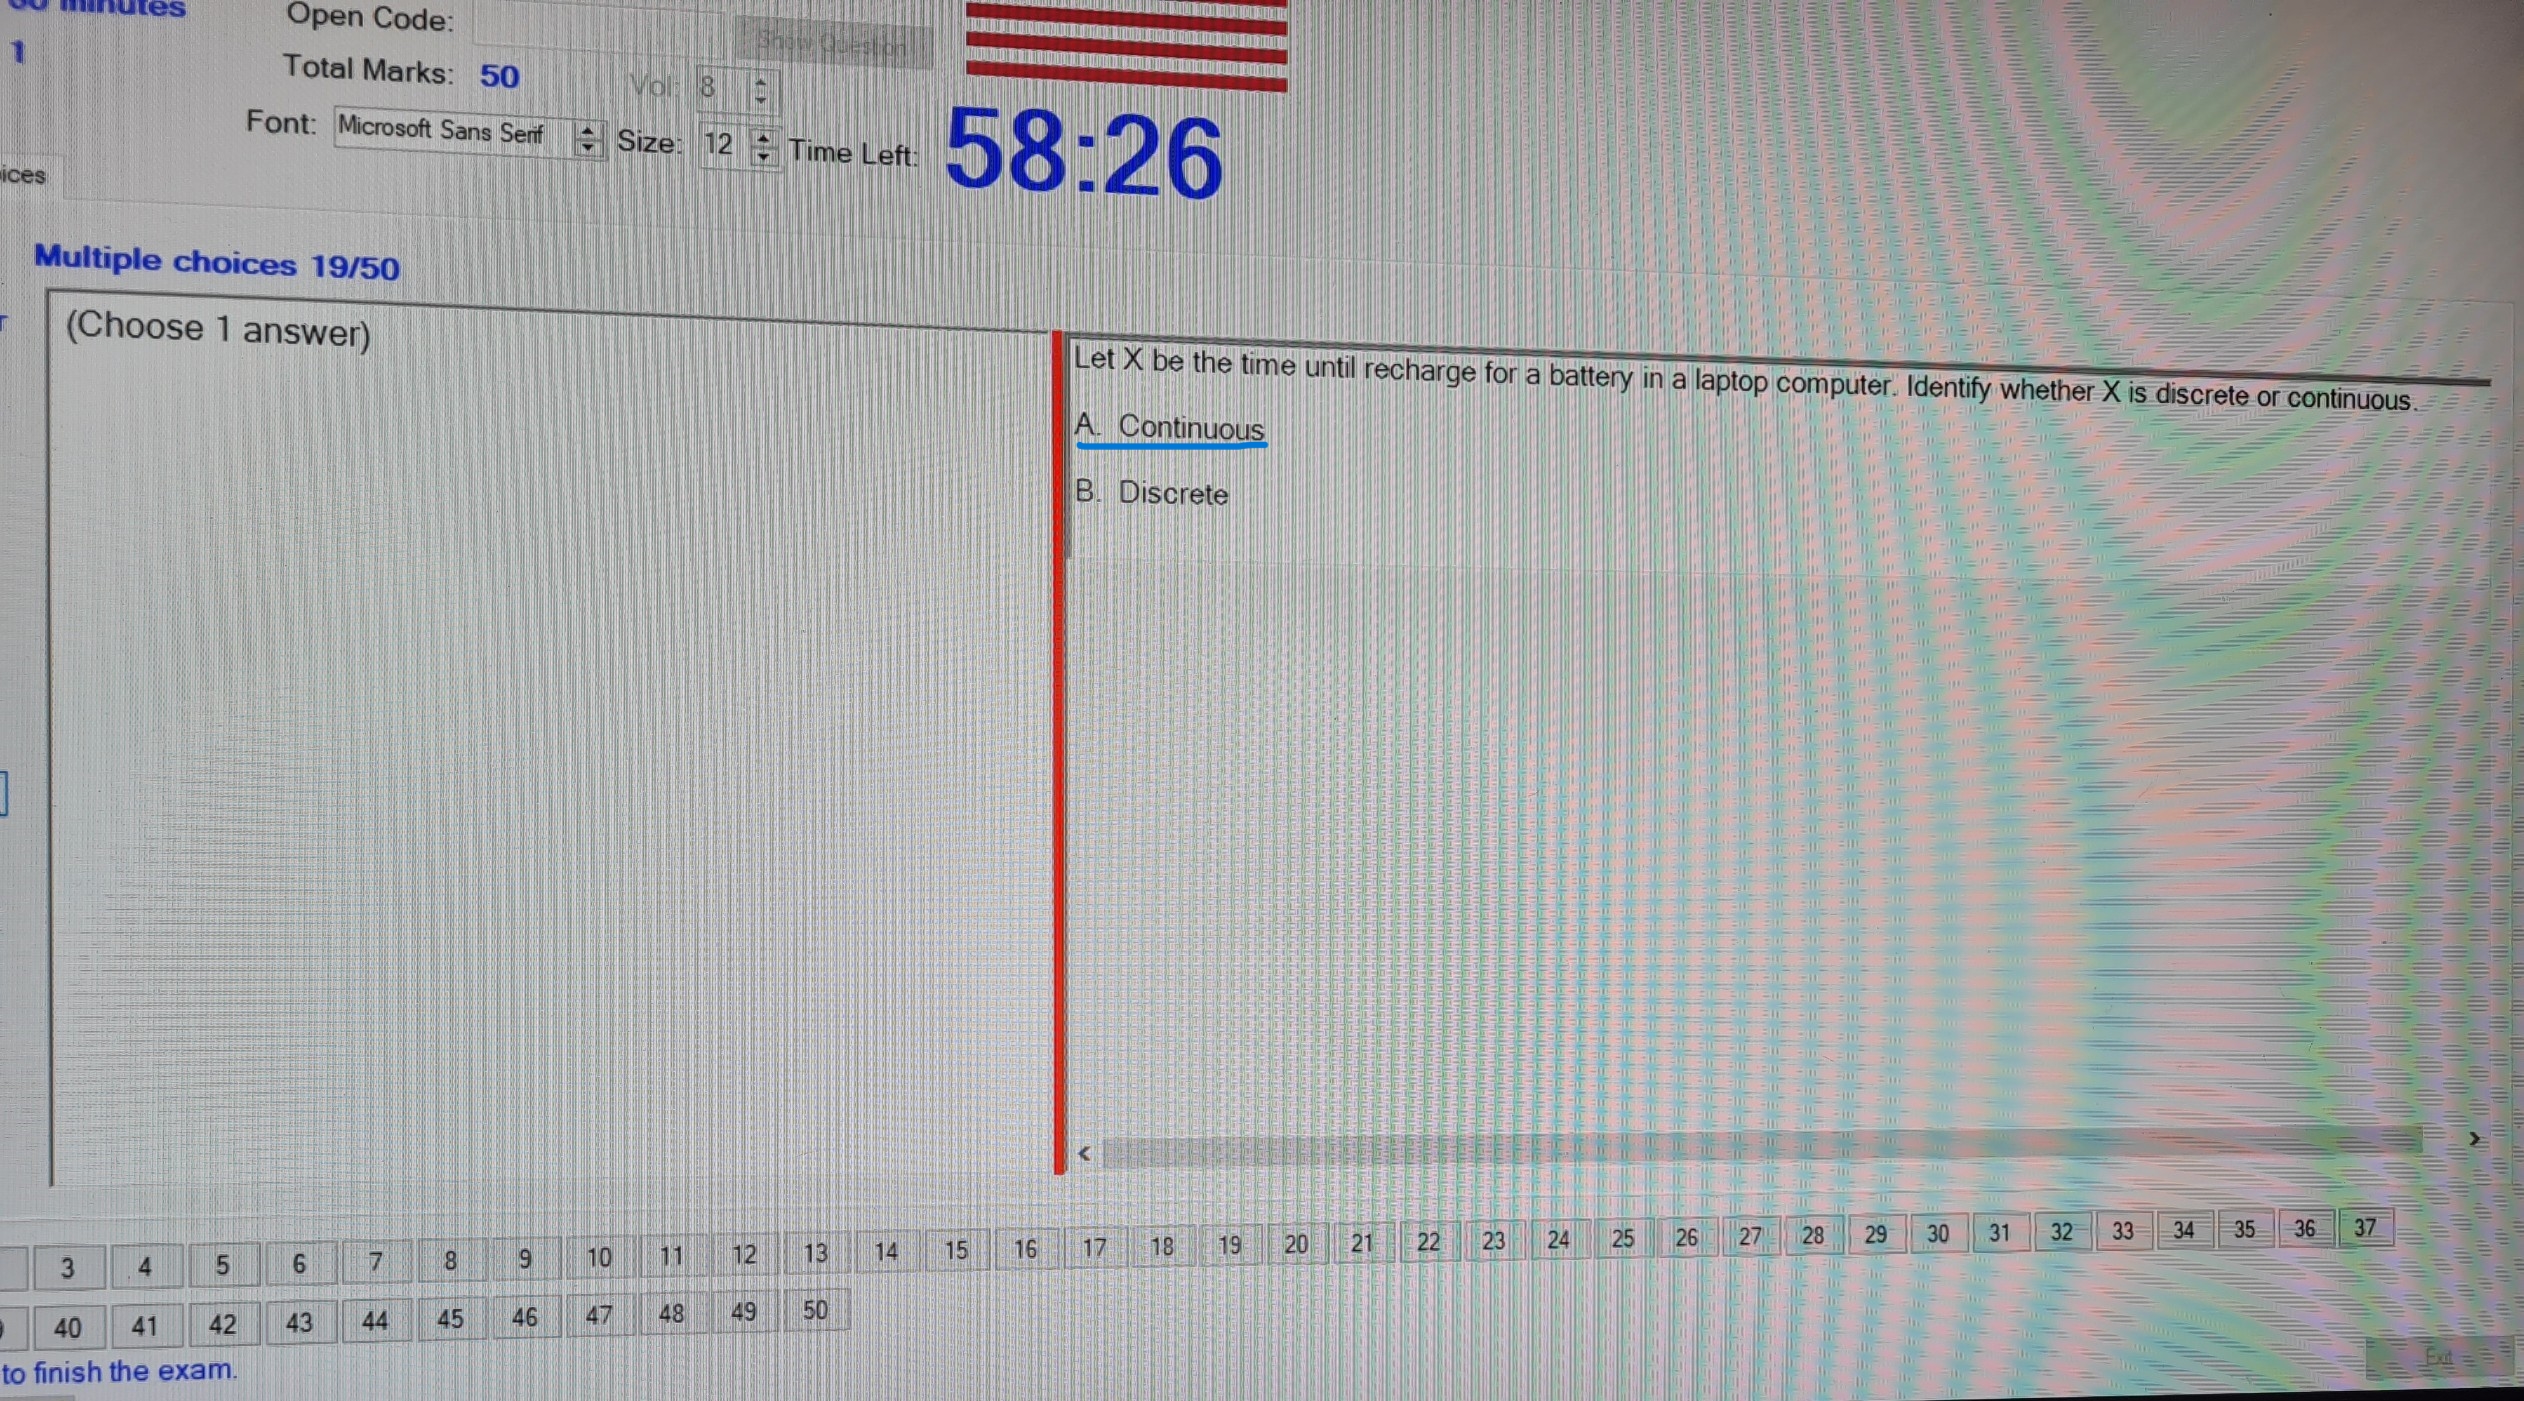 minutes
Open Code:
Show Question
1
Total Marks: 50
Vol: 8
Font: Microsoft Sans Serif Size: 12 Time Left: 58:26
Multiple choices 19/50
(Choose 1 answer)
Let X be the time until recharge for a battery in a laptop computer. Identify whether X is discrete or continuous.
A. Continuous
B. Discrete
3 4 5 6 7 8 9 10 11 12 13 14 15 16 17 18 19 20 21 22 23 24 25 26 27 28 29 30 31 32 33 34 35 36 37
40 41 42 43 44 45 46 47 48 49 50
to finish the exam.
Exit